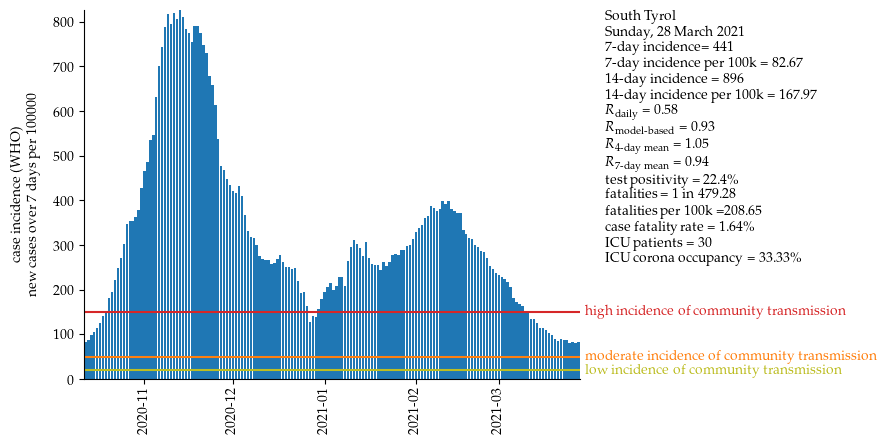 South Tyrol
Sunday, 28 March 2021
7-day incidence= 441
7-day incidence per 100k = 82.67
14-day incidence = 896
14-day incidence per 100k = 167.97
R daily = 0.58
R model-based = 0.93
R 4-day mean = 1.05
R 7-day mean = 0.94
test positivity = 22.4%
fatalities = 1 in 479.28
fatalities per 100k =208.65
case fatality rate = 1.64%
ICU patients = 30
ICU corona occupancy = 33.33%
case incidence (WHO)
new cases over 7 days per 100000
800
700
600
500
400
300
200
100
0
high incidence of community transmission
moderate incidence of community transmission
low incidence of community transmission
2020-11
2020-12
2021-01
2021-02
2021-03